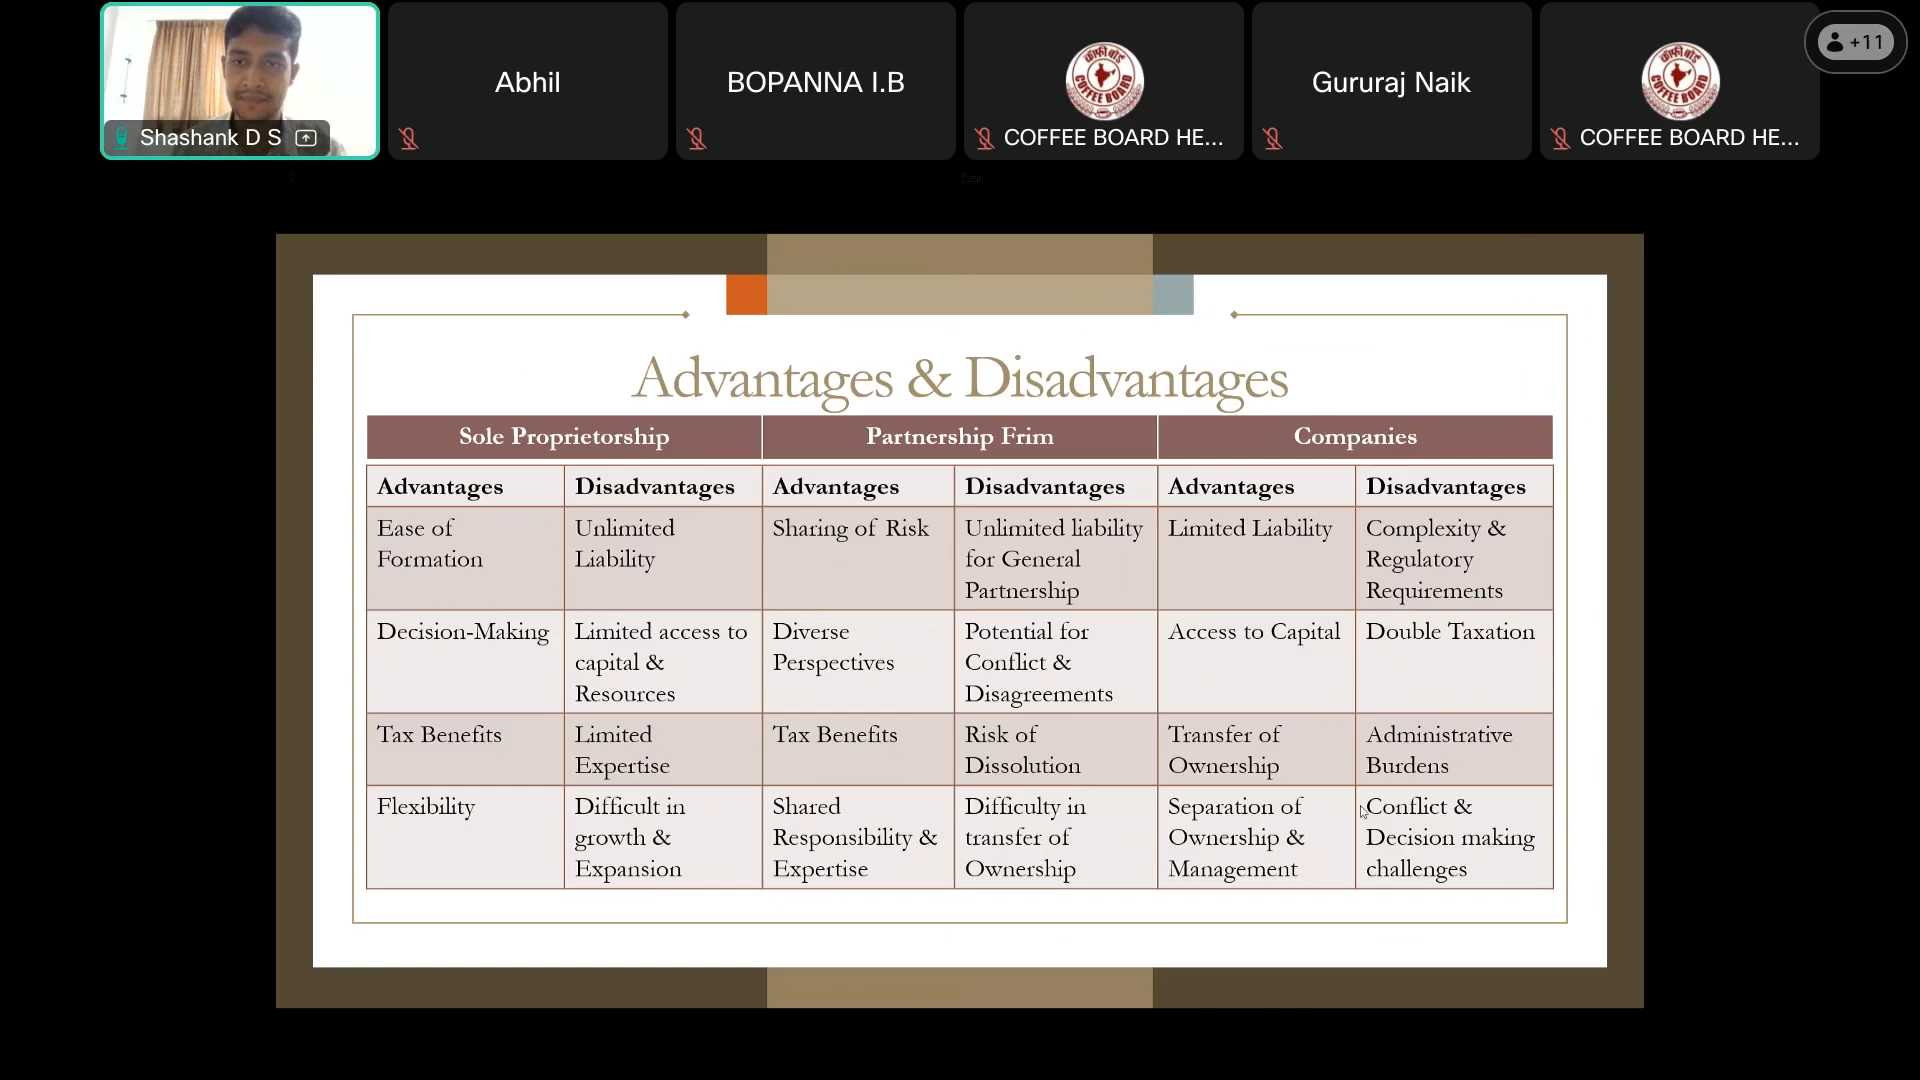 Shashank D S
Abhil
BOPANNA I.B
कॉफी बोर्ड
COFFEE BOARD
COFFEE BOARD HE...
Gururaj Naik
कॉफी बोर्ड
COFFEE BOARD
COFFEE BOARD HE...
+11
Advantages & Disadvantages
Sole Proprietorship Partnership Frim Companies
Advantages Disadvantages Advantages Disadvantages Advantages Disadvantages
Ease of
Formation
Unlimited
Liability
Sharing of Risk
Unlimited liability
for General
Partnership
Limited Liability
Complexity &
Regulatory
Requirements
Decision-Making
Limited access to
capital &
Resources
Diverse
Perspectives
Potential for
Conflict &
Disagreements
Access to Capital
Double Taxation
Tax Benefits
Limited
Expertise
Tax Benefits
Risk of
Dissolution
Transfer of
Ownership
Administrative
Burdens
Flexibility
Difficult in
growth &
Expansion
Shared
Responsibility &
Expertise
Difficulty in
transfer of
Ownership
Separation of
Ownership &
Management
Conflict &
Decision making
challenges